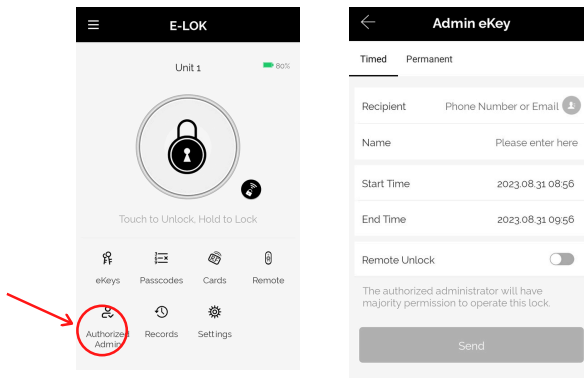 E-LOK
Unit 1
80%
Touch to Unlock, Hold to Lock
eKeys Passcodes Cards Remote
Authorized Admin Records Settings
Admin eKey
Timed Permanent
Recipient Phone Number or Email
Name Please enter here
Start Time 2023.08.31 08:56
End Time 2023.08.31 09:56
Remote Unlock
The authorized administrator will have
majority permission to operate this lock.
Send